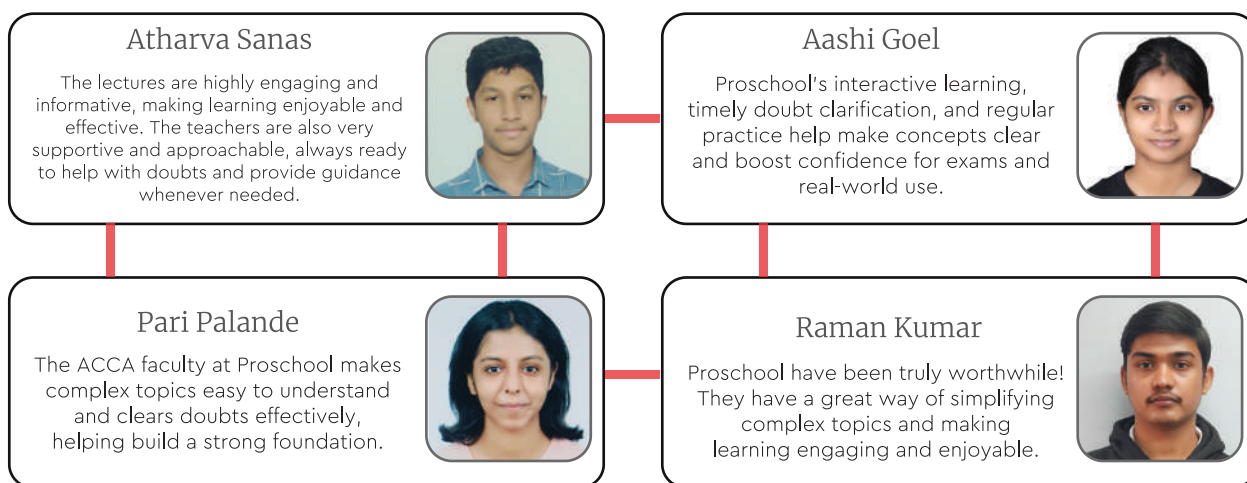 Atharva Sanas
The lectures are highly engaging and
informative, making learning enjoyable and
effective. The teachers are also very
supportive and approachable, always ready
to help with doubts and provide guidance
whenever needed.
Aashi Goel
Proschool's interactive learning,
timely doubt clarification, and regular
practice help make concepts clear
and boost confidence for exams and
real-world use.
Pari Palande
The ACCA faculty at Proschool makes
complex topics easy to understand
and clears doubts effectively,
helping build a strong foundation.
Raman Kumar
Proschool have been truly worthwhile!
They have a great way of simplifying
complex topics and making
learning engaging and enjoyable.